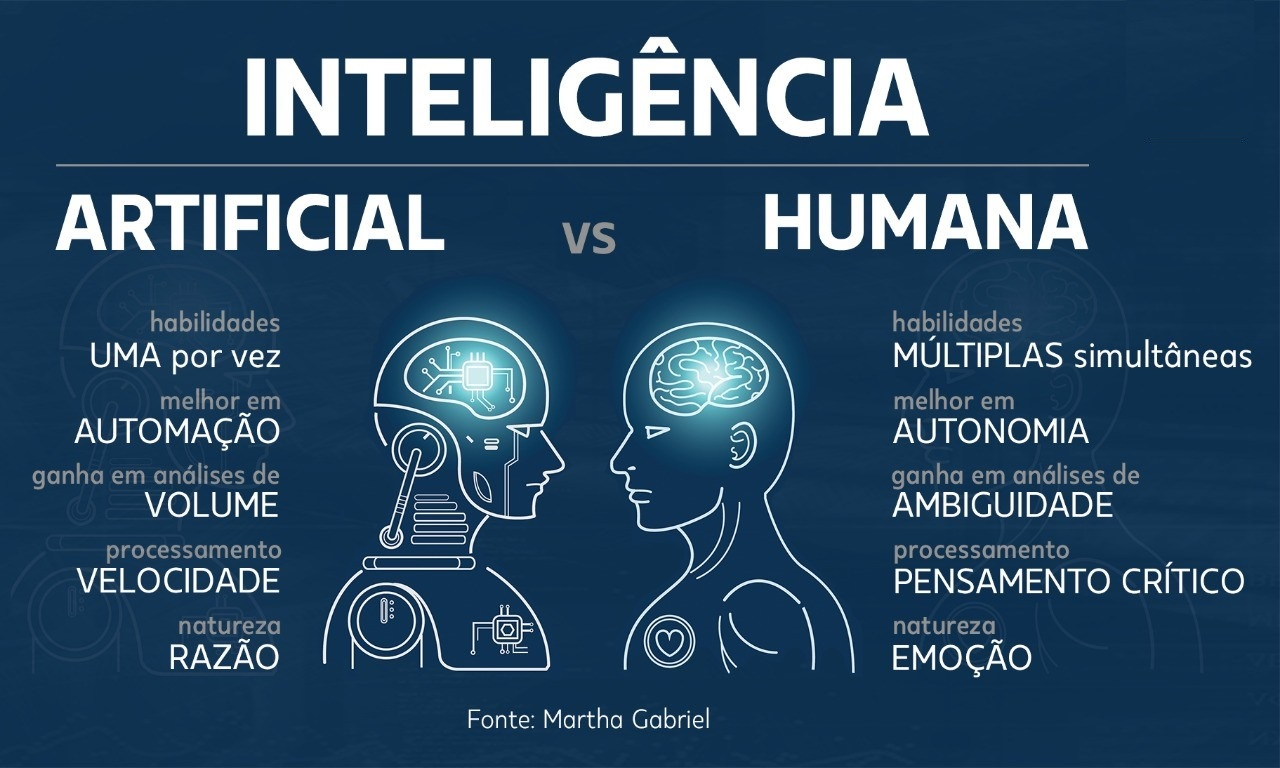 INTELIGÊNCIA
ARTIFICIAL
vs
HUMANA
habilidades
UMA por vez
melhor em
AUTOMAÇÃO
ganha em análises de
VOLUME
processamento
VELOCIDADE
natureza
RAZÃO
habilidades
MÚLTIPLAS simultâneas
melhor em
AUTONOMIA
ganha em análises de
AMBIGUIDADE
processamento
PENSAMENTO CRÍTICO
natureza
EMOÇÃO
Fonte: Martha Gabriel